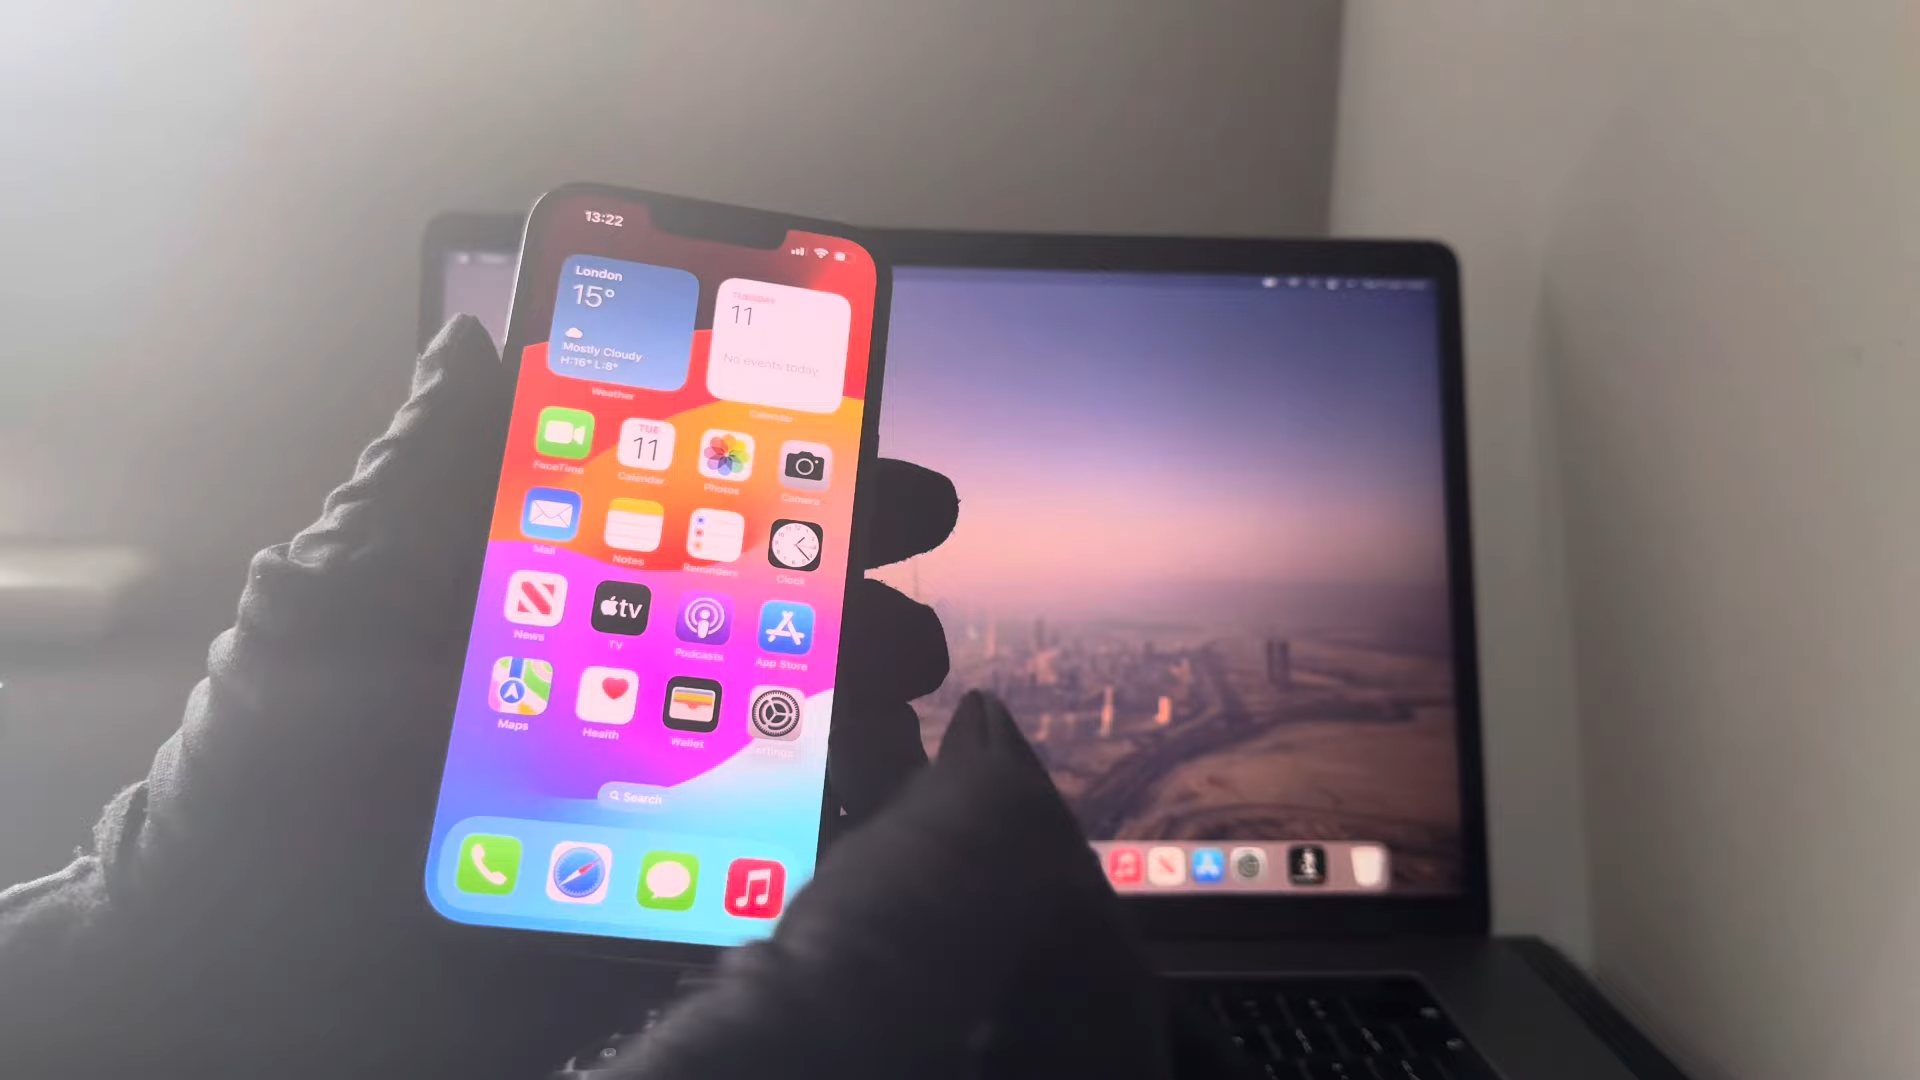 13:22
London
15°
Mostly Cloudy
H:16° L:8°
Weather
TUESDAY
11
No events today
Calendar
FaceTime
TUE
11
Calendar
Photos
Camera
Mail
Notes
Reminders
Clock
News
tv
TV
Podcasts
App Store
Maps
Health
Wallet
Settings
Search